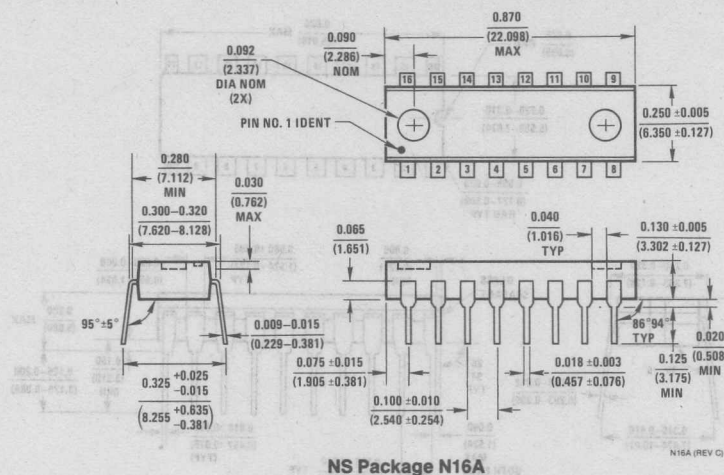 0.870
(22.098)
MAX
0.090
(2.286)
NOM
0.092
(2.337)
DIA NOM
(2X)
16 15 14 13 12 11 10 9
0.250 ±0.005
(6.350 ±0.127)
PIN NO. 1 IDENT
1 2 3 4 5 6 7 8
0.280
(7.112)
MIN
0.300–0.320
(7.620–8.128)
0.030
(0.762)
MAX
0.065
(1.651)
0.040
(1.016)
TYP
0.130 ±0.005
(3.302 ±0.127)
95°±5°
0.009–0.015
(0.229–0.381)
86°94°
TYP
0.020
(0.508)
MIN
0.125
(3.175)
MIN
0.075 ±0.015
(1.905 ±0.381)
0.018 ±0.003
(0.457 ±0.076)
0.100 ±0.010
(2.540 ±0.254)
0.325 +0.025
-0.015
(8.255 +0.635
-0.381)
N16A (REV C)
NS Package N16A